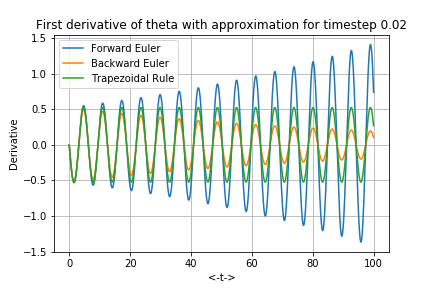 First derivative of theta with approximation for timestep 0.02
Forward Euler
Backward Euler
Trapezoidal Rule
Derivative
1.5
1.0
0.5
0.0
−0.5
−1.0
−1.5
0
20
40
60
80
100
<-t->